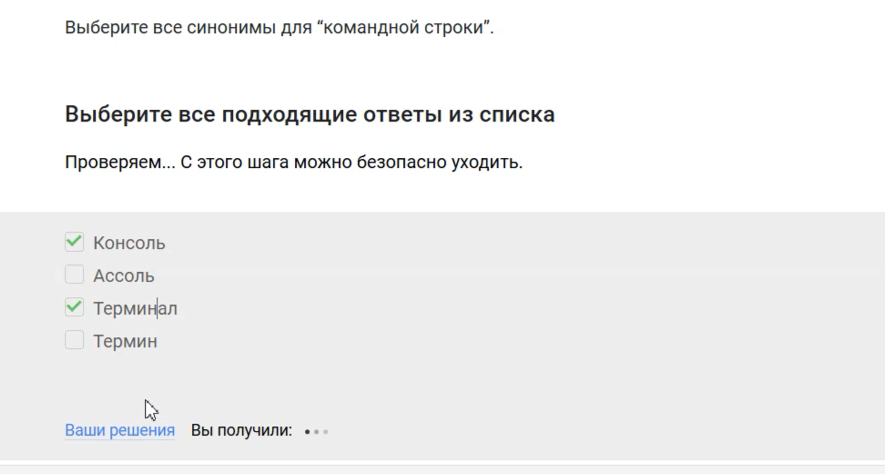 Выберите все синонимы для “командной строки”.
Выберите все подходящие ответы из списка
Проверяем... С этого шага можно безопасно уходить.
Консоль
Ассоль
Терминал
Термин
Ваши решения Вы получили: